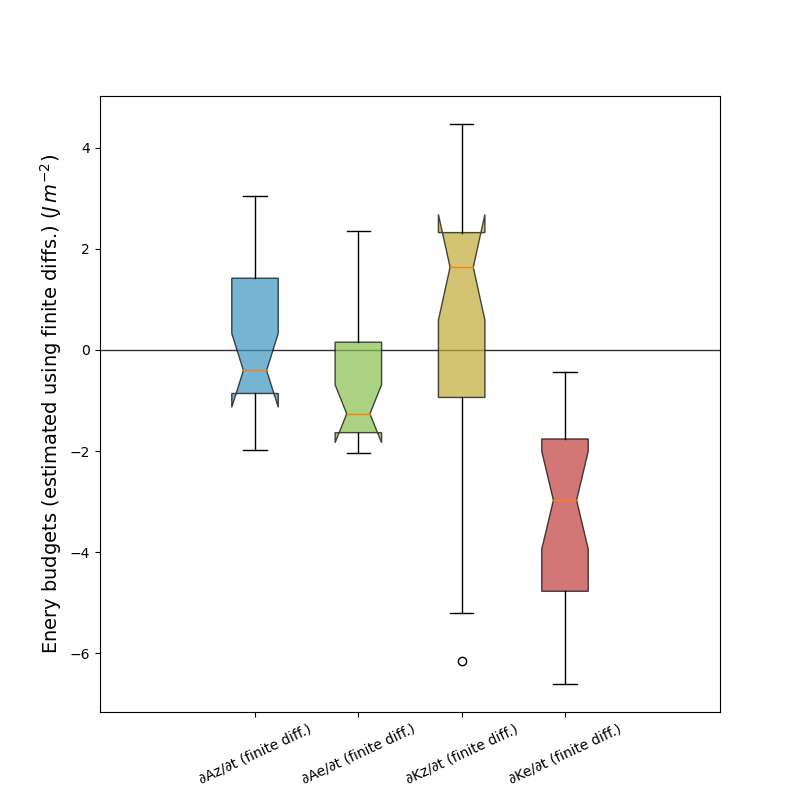 Enery budgets (estimated using finite diffs.) (J m⁻²)
4
2
0
−2
−4
−6
∂Az/∂t (finite diff.)
∂Ae/∂t (finite diff.)
∂Kz/∂t (finite diff.)
∂Ke/∂t (finite diff.)